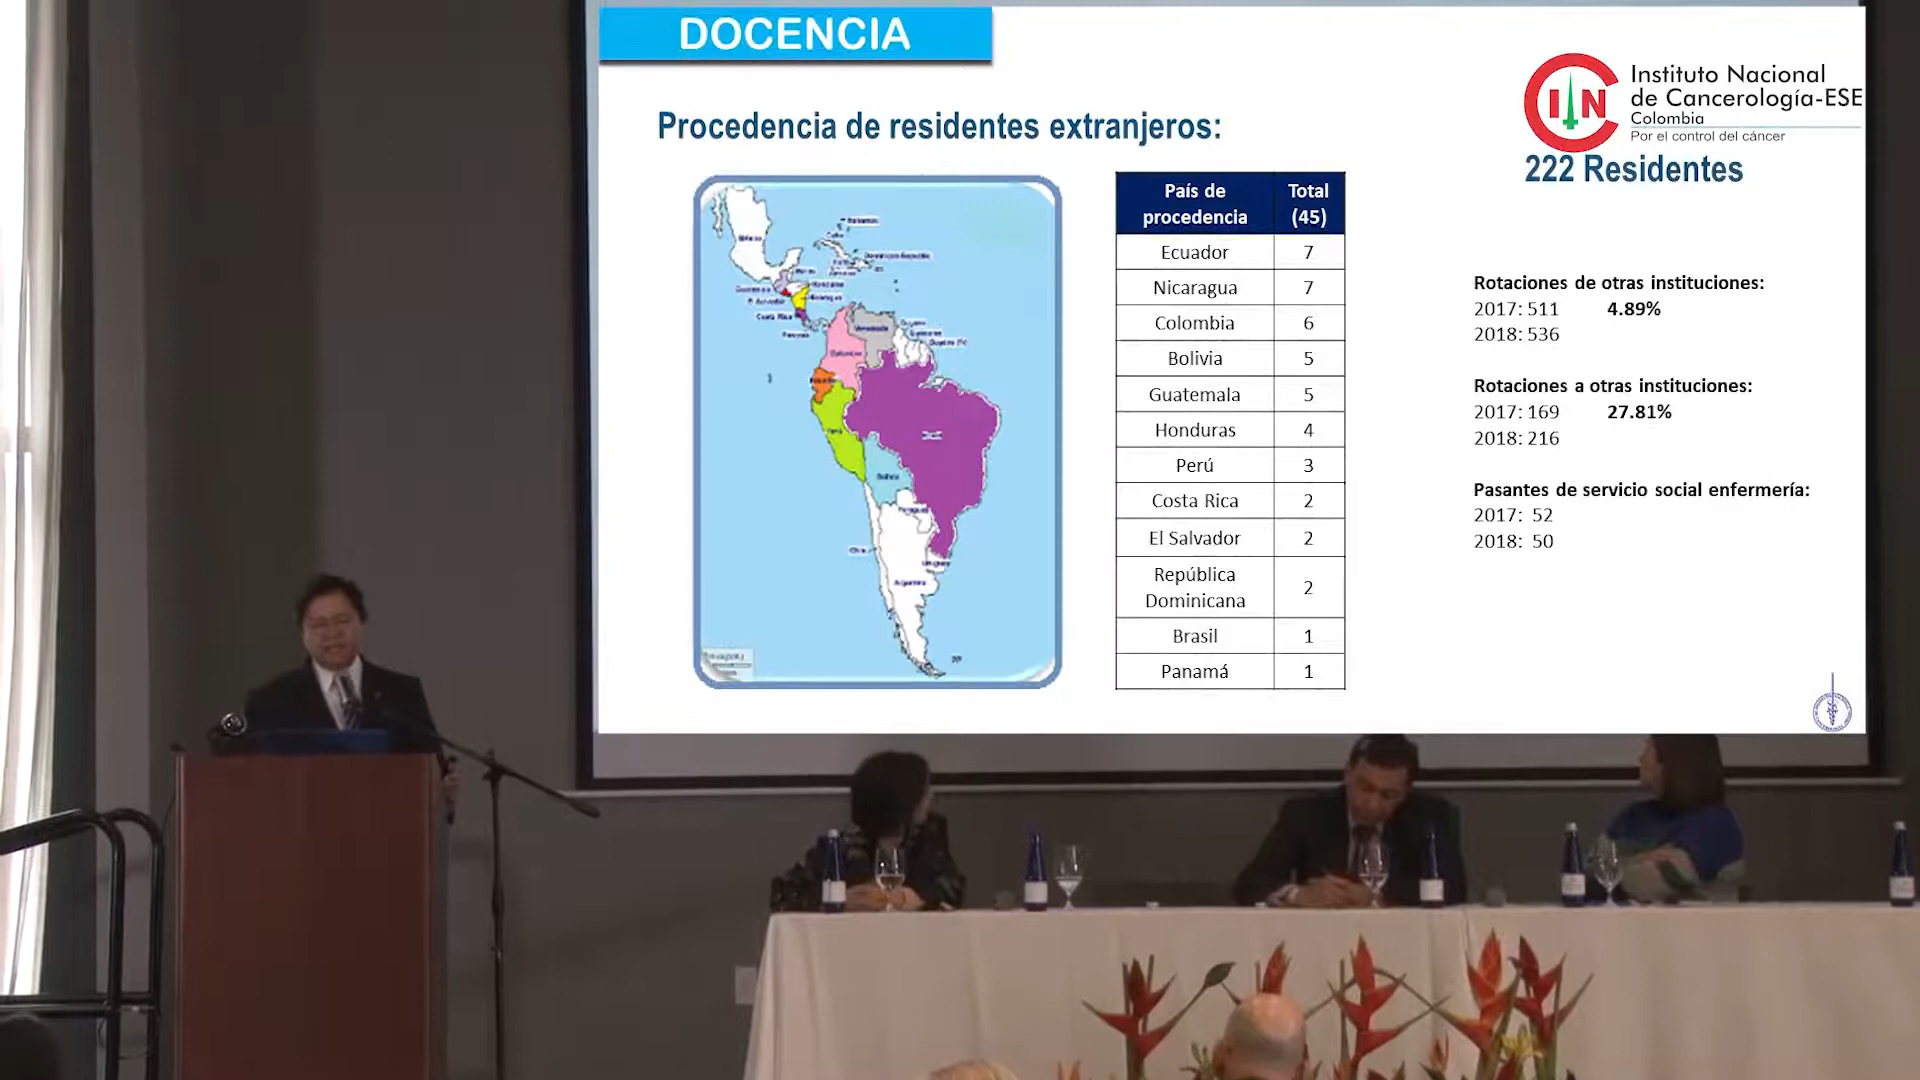 DOCENCIA
Instituto Nacional
de Cancerología-ESE
Colombia
Por el control del cáncer
Procedencia de residentes extranjeros:
222 Residentes
País de
procedencia
Total
(45)
Ecuador 7
Nicaragua 7
Colombia 6
Bolivia 5
Guatemala 5
Honduras 4
Perú 3
Costa Rica 2
El Salvador 2
República
Dominicana
2
Brasil 1
Panamá 1
Rotaciones de otras instituciones:
2017: 511 4.89%
2018: 536
Rotaciones a otras instituciones:
2017: 169 27.81%
2018: 216
Pasantes de servicio social enfermería:
2017: 52
2018: 50